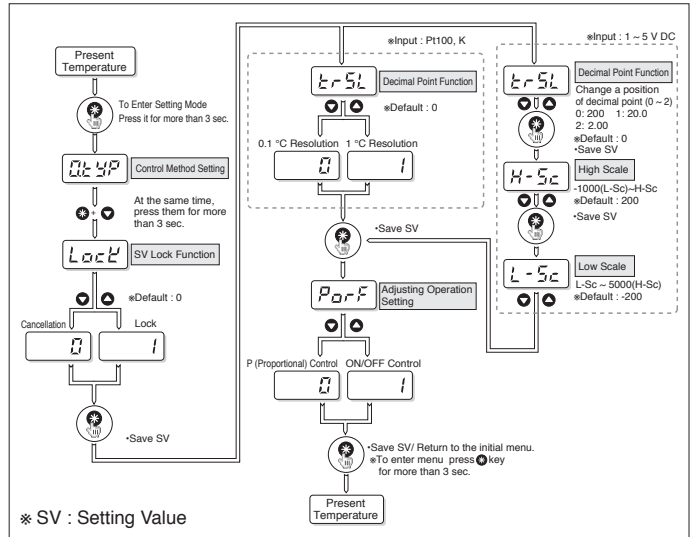 Present
Temperature
To Enter Setting Mode
Press it for more than 3 sec.
Control Method Setting
At the same time,
press them for more
than 3 sec.
+
LocK
SV Lock Function
※Default : 0
Cancellation
Lock
0
1
•Save SV
※ SV : Setting Value
※Input : Pt100, K
trSL
Decimal Point Function
※Default : 0
0.1 °C Resolution
1 °C Resolution
0
1
•Save SV
PorF
Adjusting Operation
Setting
P (Proportional) Control
ON/OFF Control
0
1
•Save SV/ Return to the initial menu.
※To enter menu press key
for more than 3 sec.
Present
Temperature
※Input : 1 ~ 5 V DC
trSL
Decimal Point Function
Change a position
of decimal point (0 ~ 2)
0: 200 1: 20.0
2: 2.00
※Default : 0
•Save SV
H-Sc
High Scale
-1000(L-Sc)~H-Sc
※Default : 200
•Save SV
L-Sc
Low Scale
L-Sc ~ 5000(H-Sc)
※Default : -200